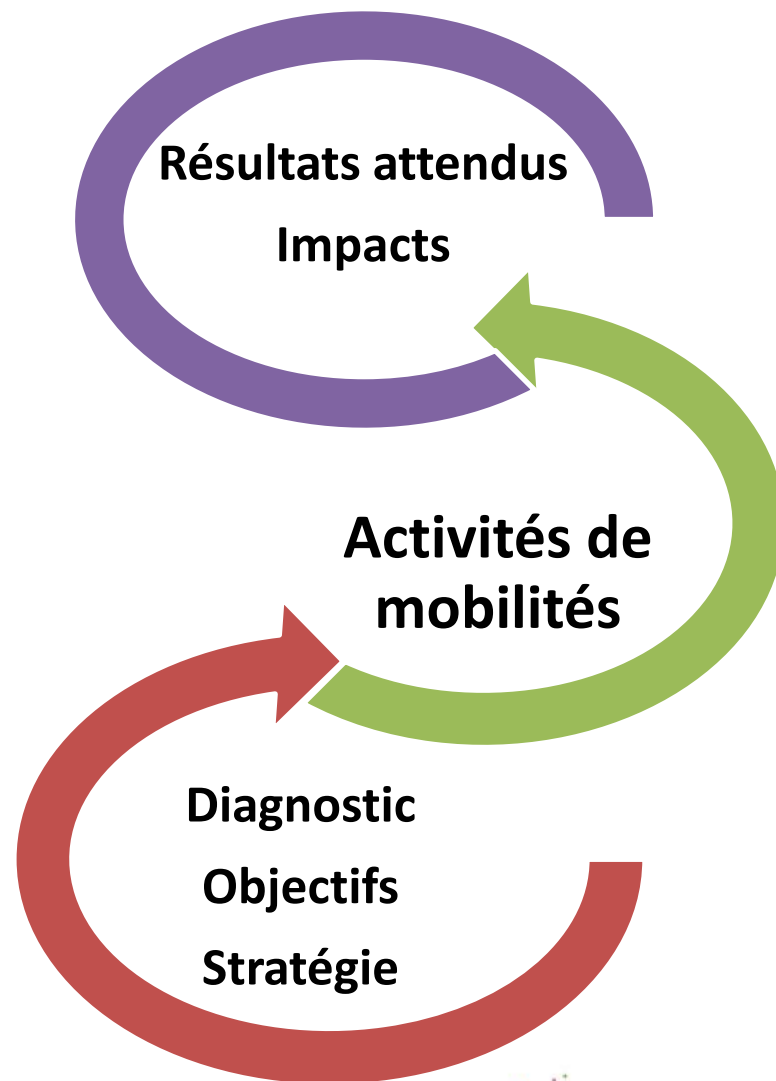 Résultats attendus
Impacts
Activités de
mobilités
Diagnostic
Objectifs
Stratégie